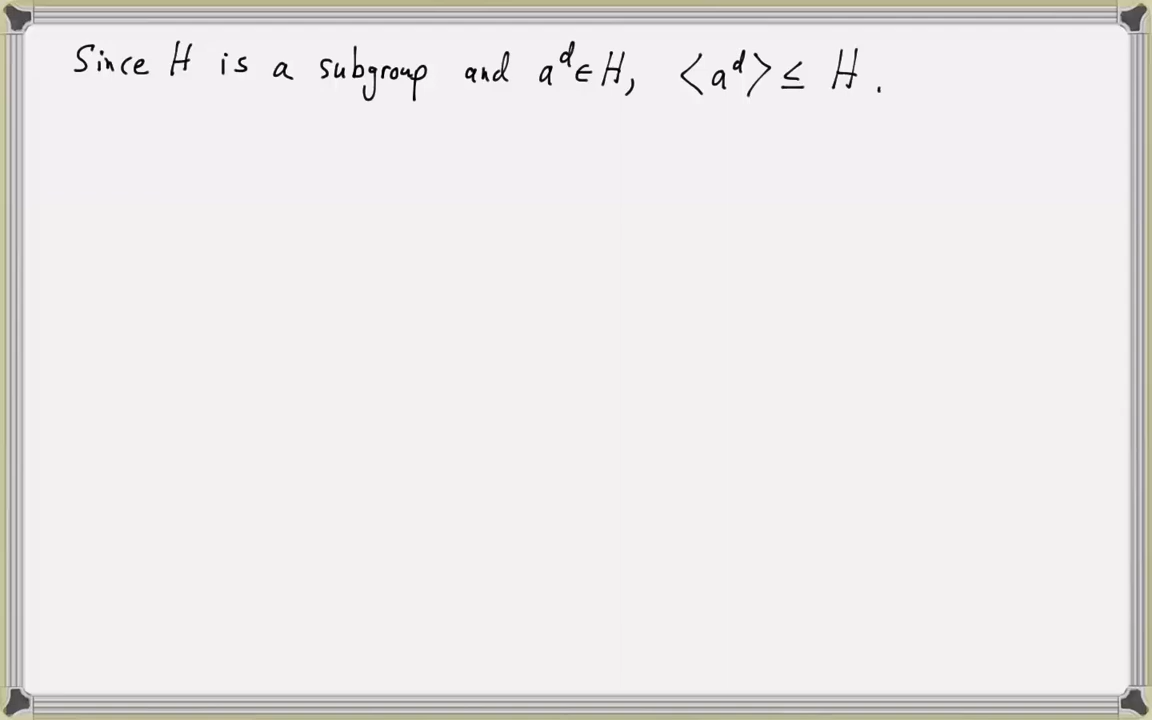 Since H is a subgroup and a^d ∈ H, ⟨a^d⟩ ≤ H.